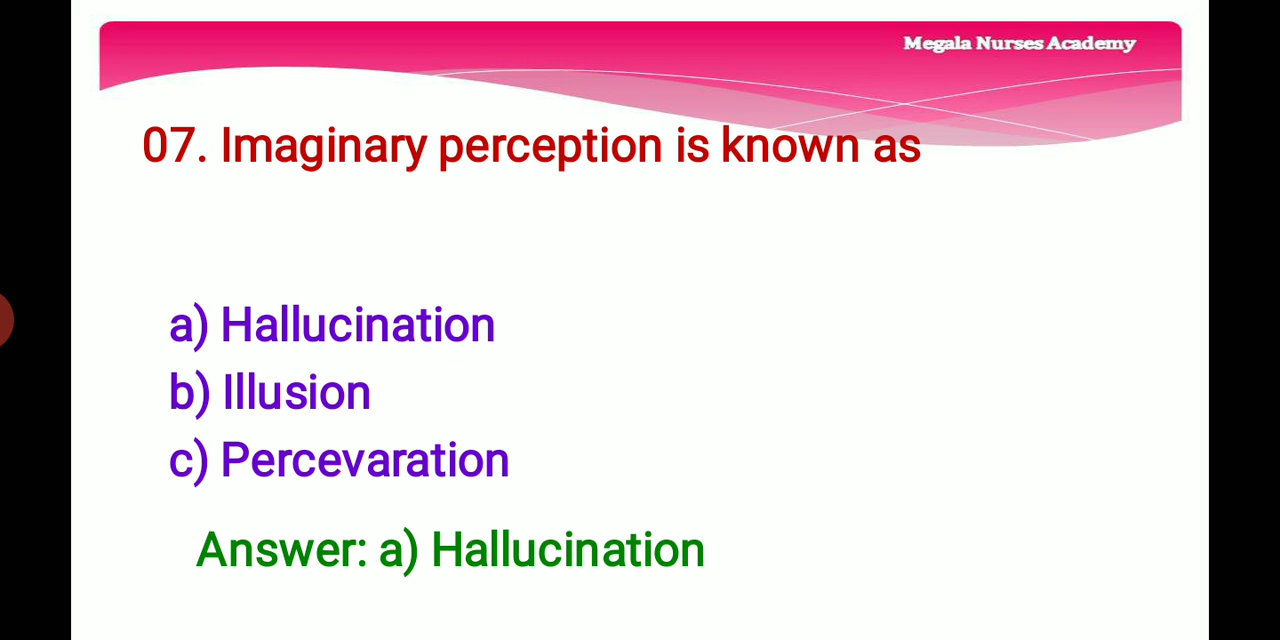 Megala Nurses Academy
07. Imaginary perception is known as
a) Hallucination
b) Illusion
c) Percevaration
Answer: a) Hallucination